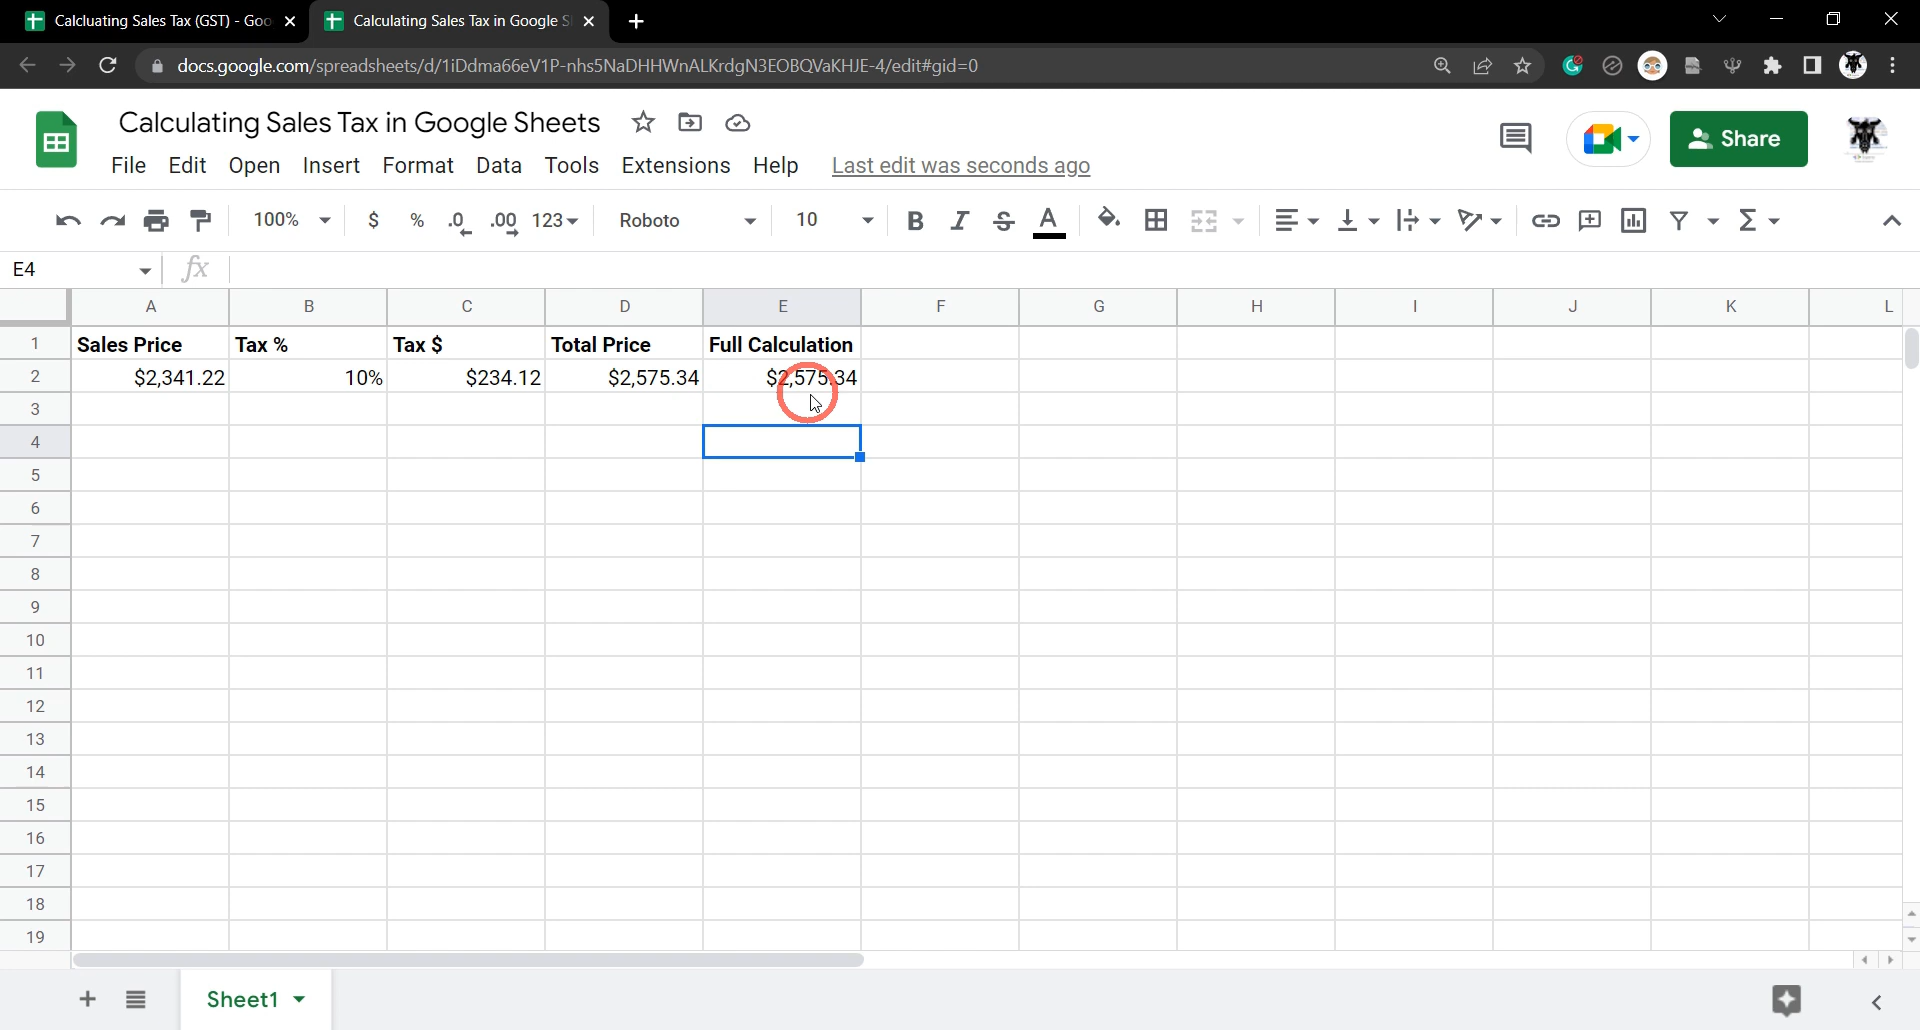 Calcluating Sales Tax (GST) - Goo
Calculating Sales Tax in Google S
docs.google.com/spreadsheets/d/1iDdma66eV1P-nhs5NaDHHWnALKrdgN3EOBQVaKHJE-4/edit#gid=0
Calculating Sales Tax in Google Sheets
Share
File Edit Open Insert Format Data Tools Extensions Help Last edit was seconds ago
100% $ % .0 .00 123 Roboto 10 B I S A
E4 fx
A B C D E F G H I J K L
1 Sales Price Tax % Tax $ Total Price Full Calculation
2 $2,341.22 10% $234.12 $2,575.34 $2,575.34
3
4
5
6
7
8
9
10
11
12
13
14
15
16
17
18
19
Sheet1